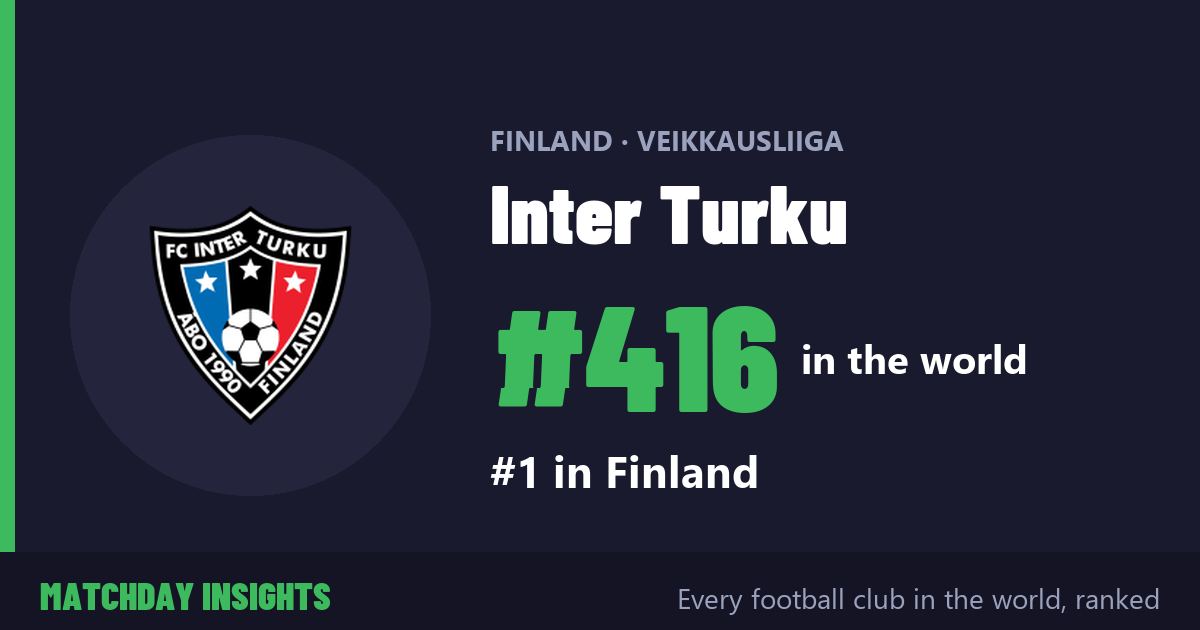 FC INTER TURKU
ABO 1990 FINLAND
FINLAND · VEIKKAUSLIIGA
Inter Turku
#416 in the world
#1 in Finland
MATCHDAY INSIGHTS
Every football club in the world, ranked